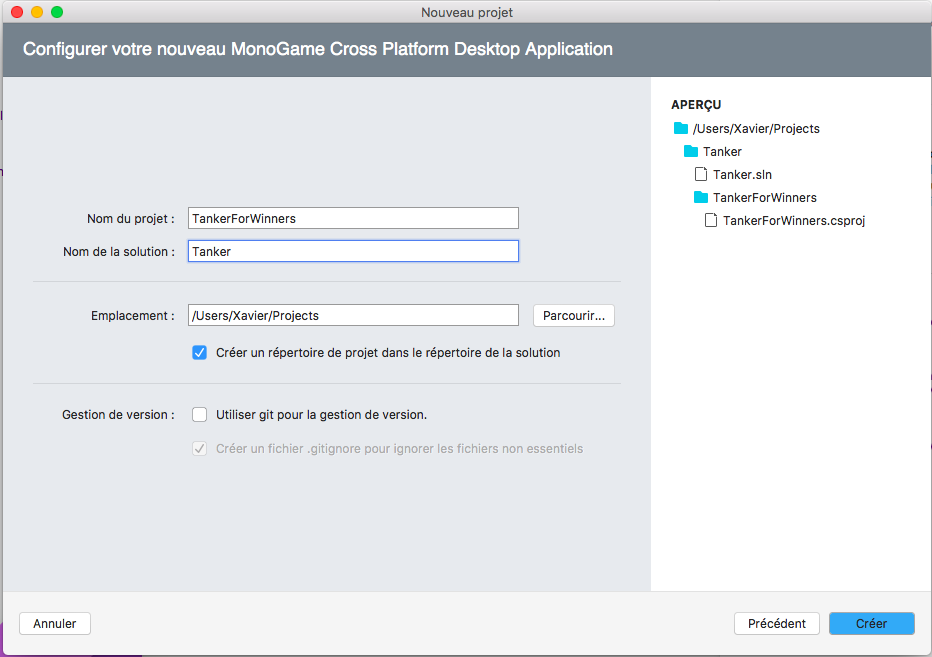 Nouveau projet
Configurer votre nouveau MonoGame Cross Platform Desktop Application
Nom du projet : TankerForWinners
Nom de la solution : Tanker
Emplacement : /Users/Xavier/Projects Parcourir...
Créer un répertoire de projet dans le répertoire de la solution
Gestion de version : Utiliser git pour la gestion de version.
Créer un fichier .gitignore pour ignorer les fichiers non essentiels
APERÇU
/Users/Xavier/Projects
Tanker
Tanker.sln
TankerForWinners
TankerForWinners.csproj
Annuler Précédent Créer